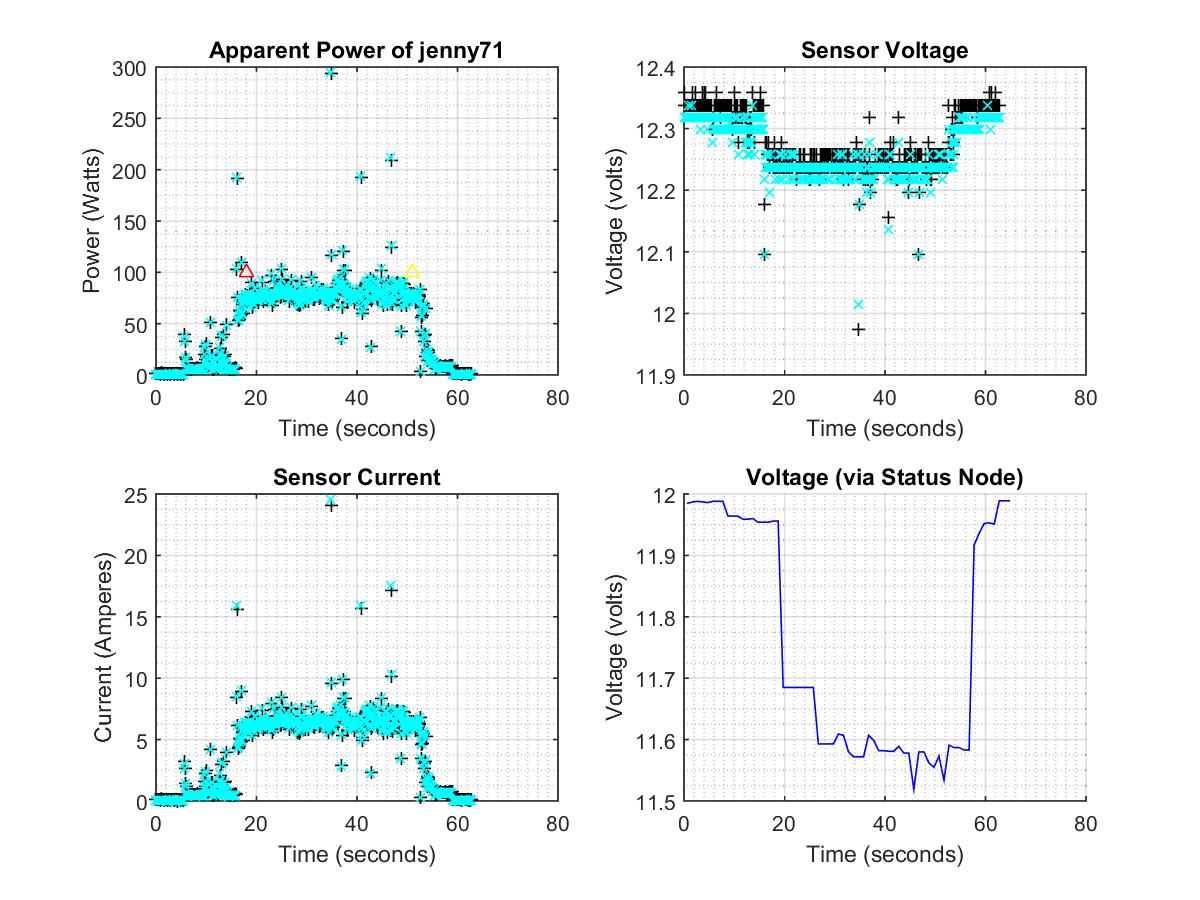 Apparent Power of jenny71
300
250
200
150
100
50
0
Power (Watts)
0 20 40 60 80
Time (seconds)
Sensor Voltage
12.4
12.3
12.2
12.1
12
11.9
Voltage (volts)
0 20 40 60 80
Time (seconds)
Sensor Current
25
20
15
10
5
0
Current (Amperes)
0 20 40 60 80
Time (seconds)
Voltage (via Status Node)
12
11.9
11.8
11.7
11.6
11.5
Voltage (volts)
0 20 40 60 80
Time (seconds)